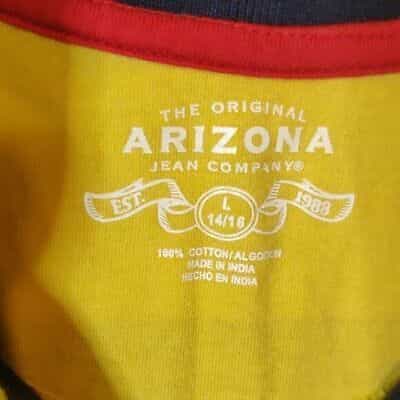 THE ORIGINAL
ARIZONA
JEAN COMPANY®
EST. L 1988
14/16
100% COTTON/ALGODON
MADE IN INDIA
HECHO EN INDIA